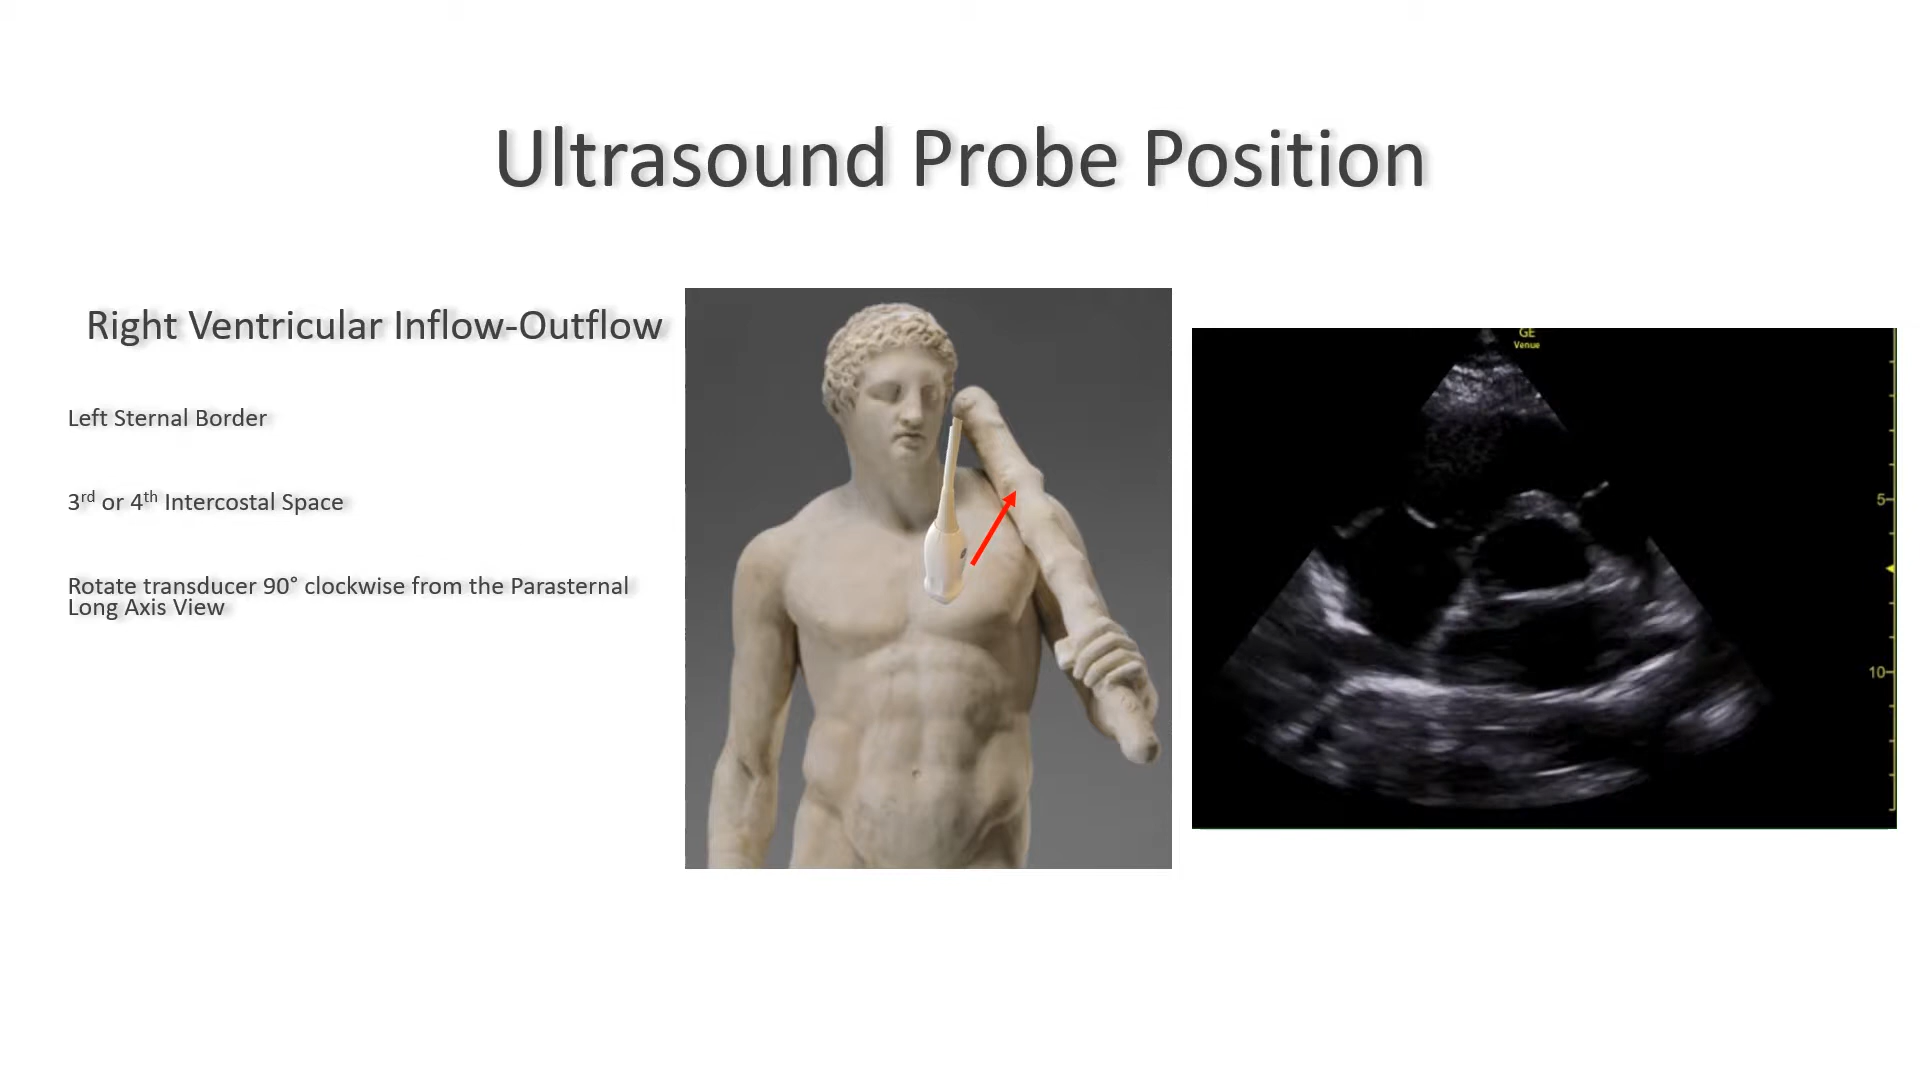 Ultrasound Probe Position
Right Ventricular Inflow-Outflow
Left Sternal Border
3rd or 4th Intercostal Space
Rotate transducer 90° clockwise from the Parasternal
Long Axis View
GE
Venue
5
10